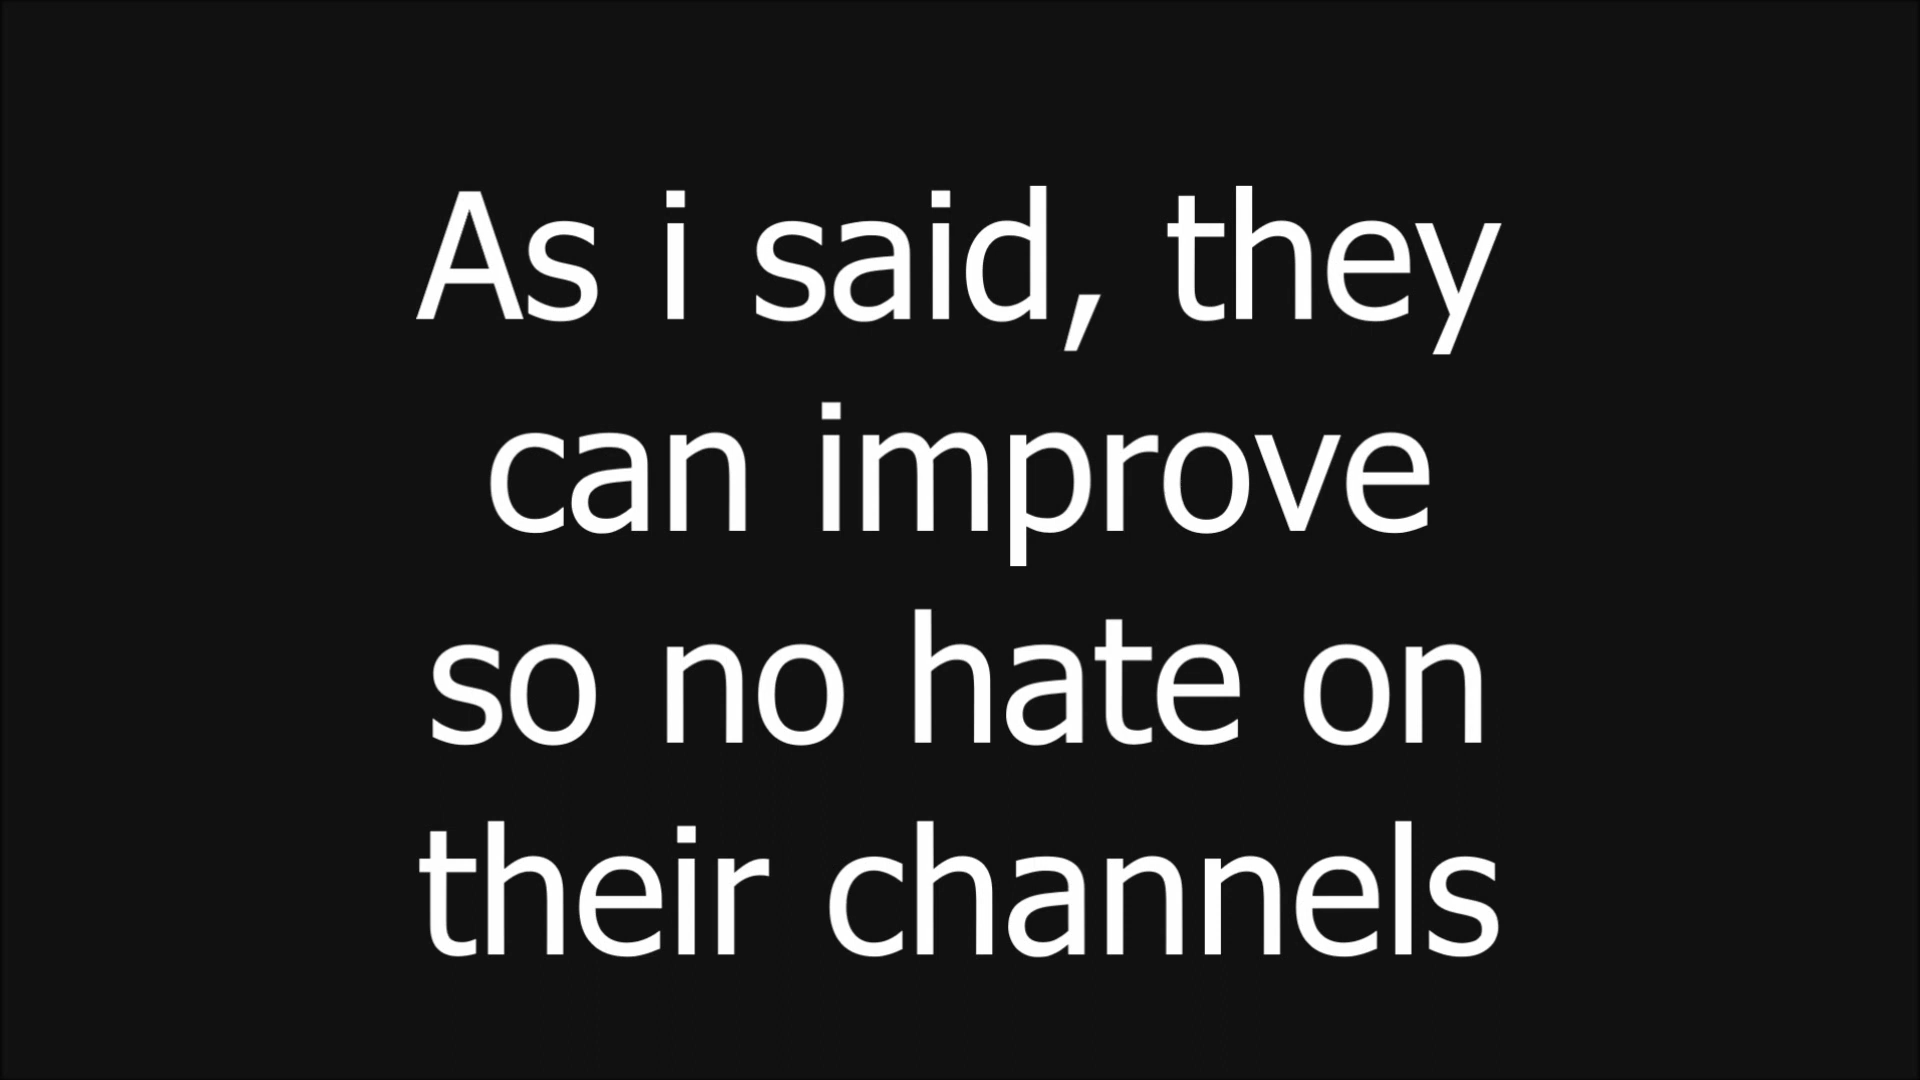 As i said, they
can improve
so no hate on
their channels